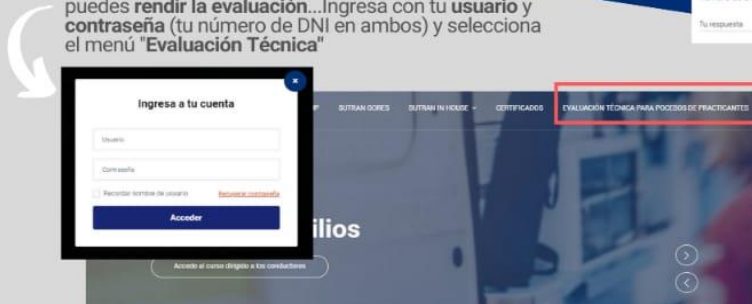 puedes rendir la evaluación...Ingresa con tu usuario y
contraseña (tu número de DNI en ambos) y selecciona
el menú "Evaluación Técnica"
Tu respuesta
Ingresa a tu cuenta
SUTRAN GORES
SUTRAN IN HOUSE
CERTIFICADOS
EVALUACIÓN TÉCNICA PARA POCESOS DE PRACTICANTES
Usuario
Contraseña
Recordar nombre de usuario
Recuperar contraseña
Acceder
ilios
Accede al curso dirigido a los conductores